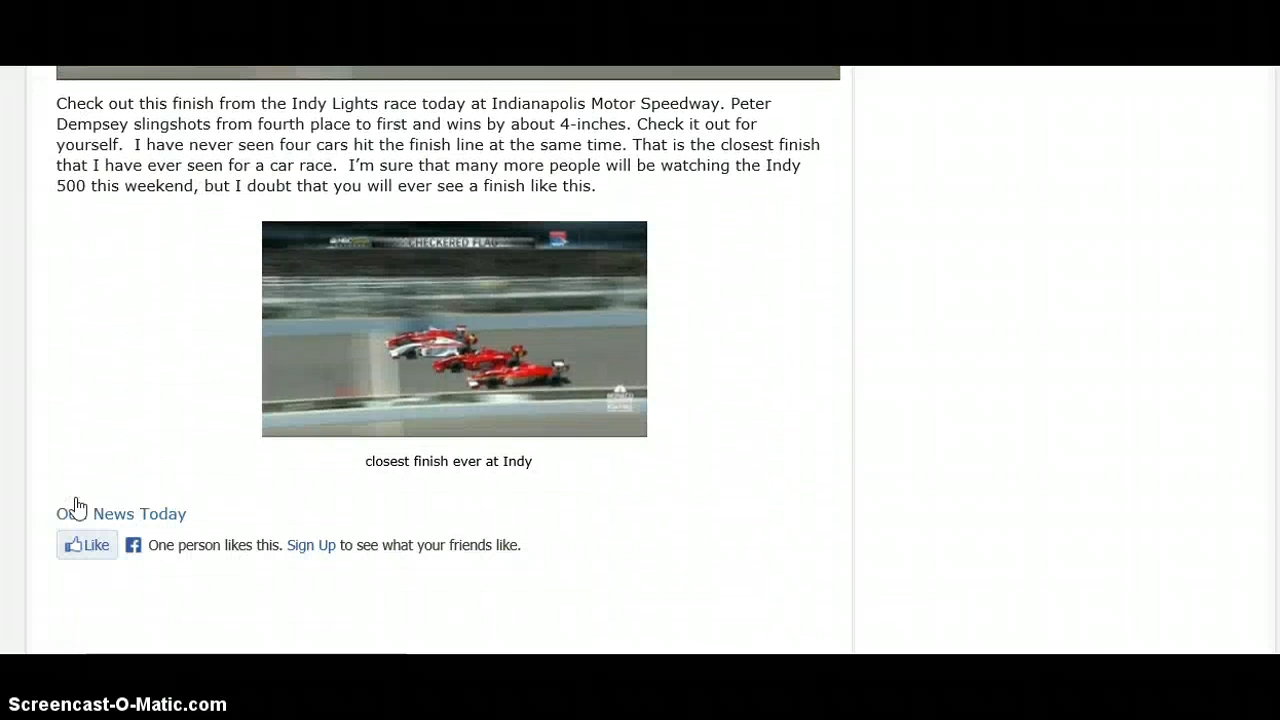 Check out this finish from the Indy Lights race today at Indianapolis Motor Speedway. Peter
Dempsey slingshots from fourth place to first and wins by about 4-inches. Check it out for
yourself.  I have never seen four cars hit the finish line at the same time. That is the closest finish
that I have ever seen for a car race.  I'm sure that many more people will be watching the Indy
500 this weekend, but I doubt that you will ever see a finish like this.
CHECKERED FLAG
closest finish ever at Indy
News Today
Like One person likes this. Sign Up to see what your friends like.
Screencast-O-Matic.com